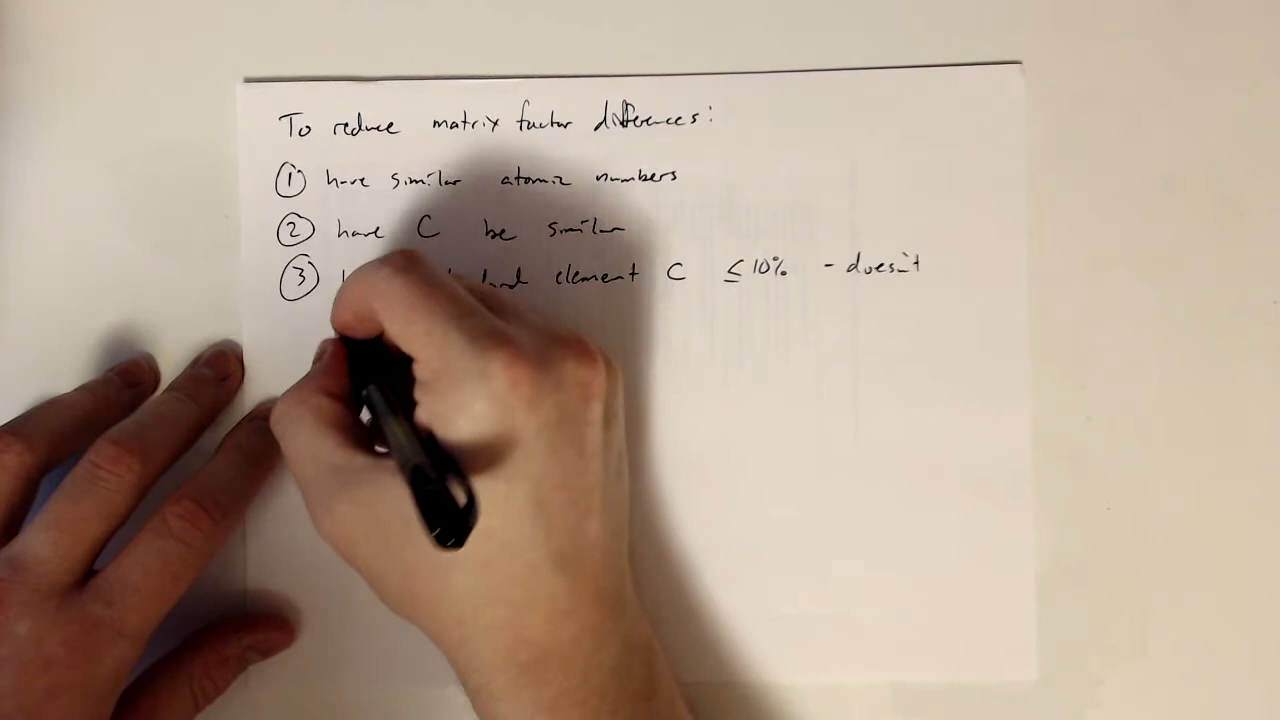 To reduce matrix factor differences:
① have similar atomic numbers
② have C be similar
③ element C ≤ 10% - doesn't